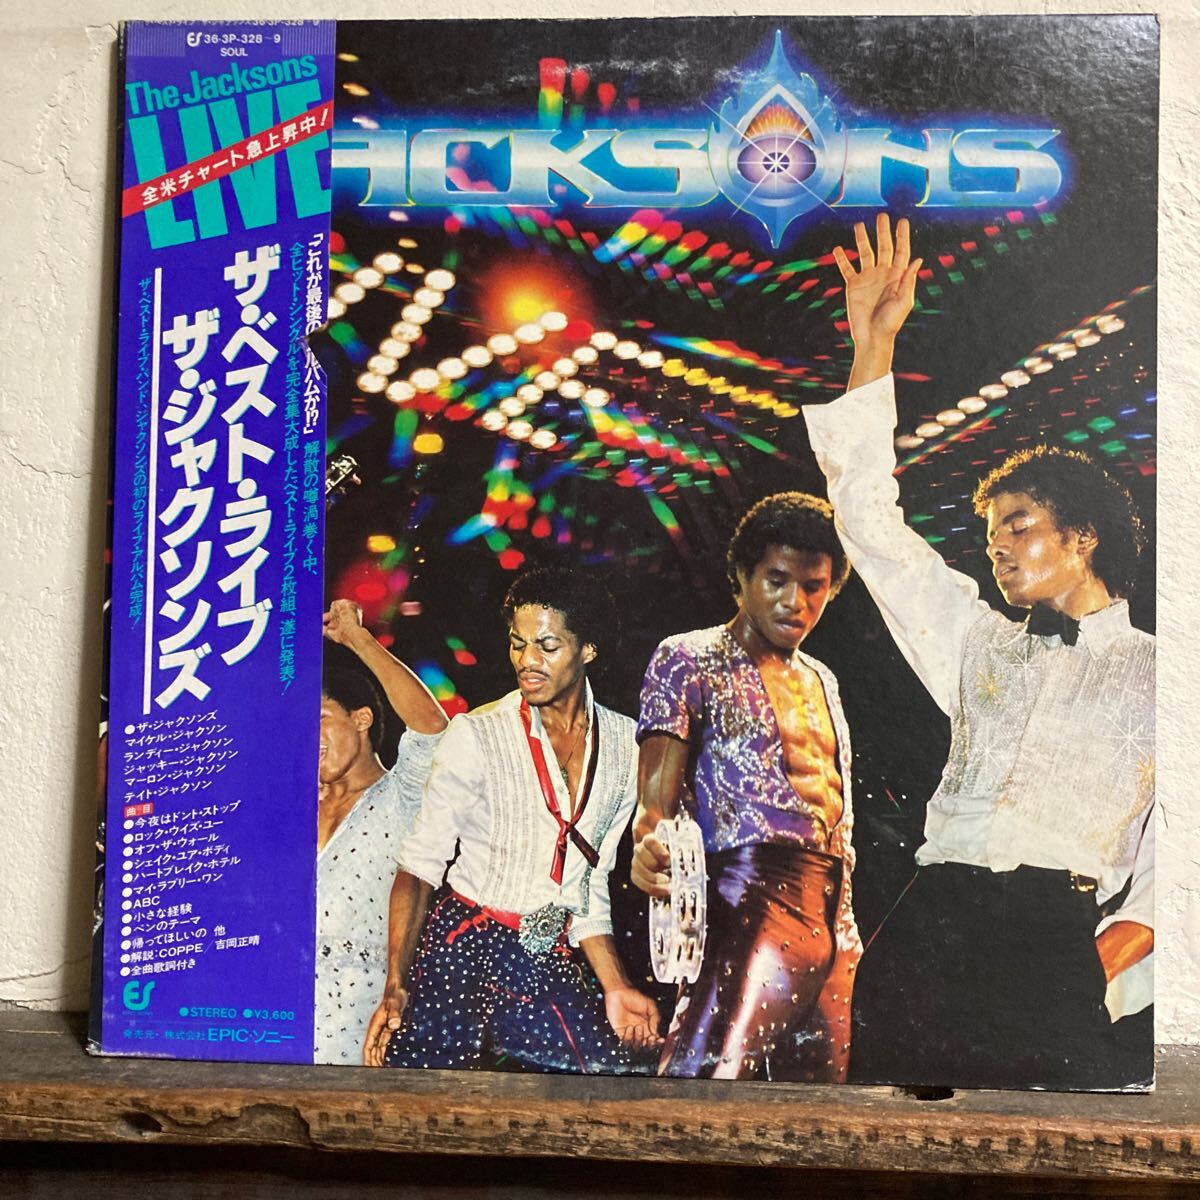 36·3P-328~9
SOUL
The Jacksons
LIVE
全米チャート急上昇中!
ACKSONS
「これが最後の ルバムか!?」解散の噂渦巻く中、
全ヒット・シングルを完全集大成したベスト・ライブ2枚組、遂に発表!
ザ・ベスト・ライブ
ザ・ジャクソンズ
ザ・ベスト・ライブ・バンド、ジャクソンズの初のライブ・アルバム完成!
●ザ・ジャクソンズ
マイケル・ジャクソン
ランディー・ジャクソン
ジャッキー・ジャクソン
マーロン・ジャクソン
テイト・ジャクソン
曲目
●今夜はドント・ストップ
●ロック・ウィズ・ユー
●オフ・ザ・ウォール
●シェイク・ユア・ボディ
●ハートブレイク・ホテル
●マイ・ラブリー・ワン
●ABC
●小さな経験
●ベンのテーマ
●帰ってほしいの 他
●解説:COPPE/吉岡正晴
●全曲歌詞付き
●STEREO ●¥3,600
発売元・株式会社EPIC・ソニー